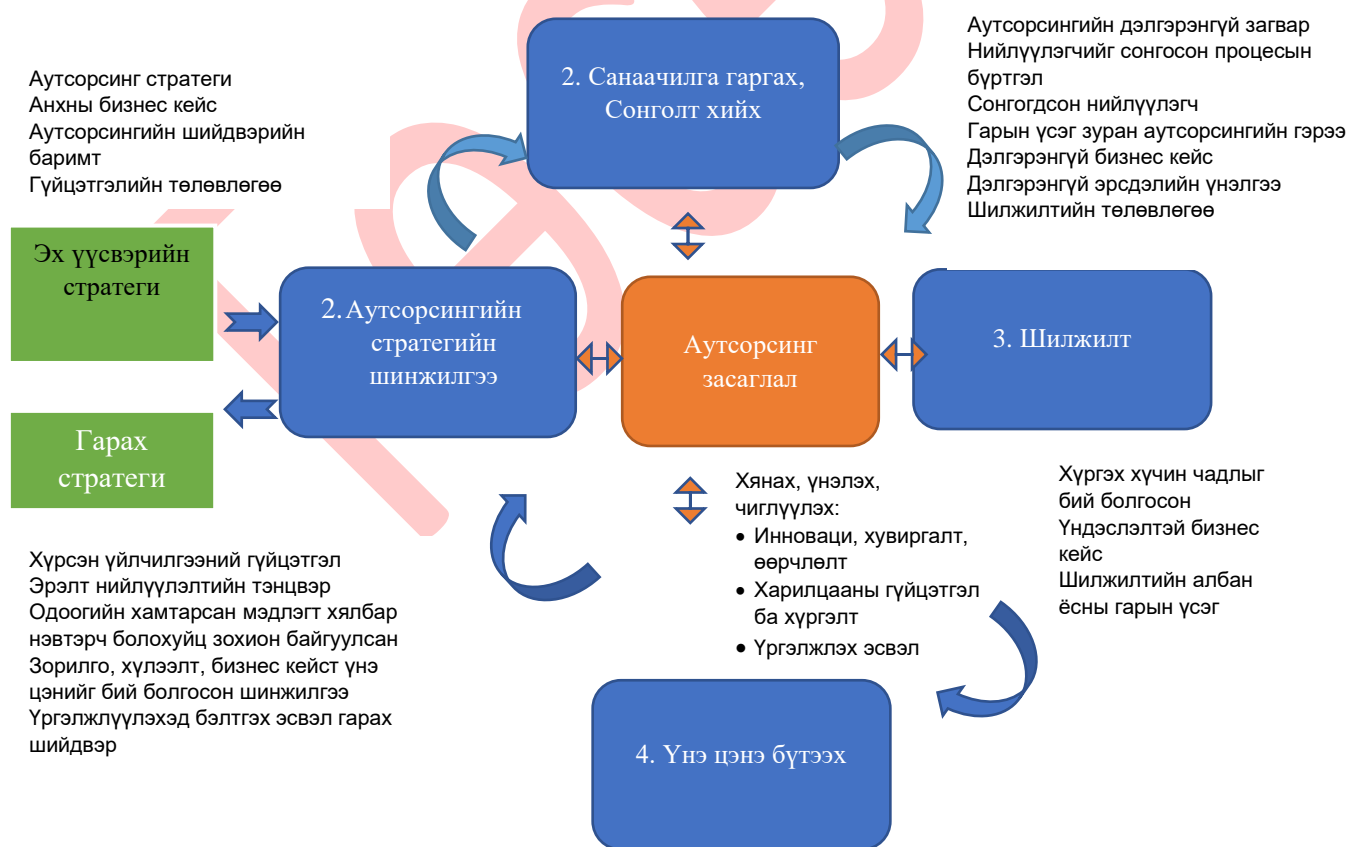 Аутсорсинг стратеги
Анхны бизнес кейс
Аутсорсингийн шийдвэрийн
баримт
Гүйцэтгэлийн төлөвлөгөө
2. Санаачилга гаргах,
Сонголт хийх
Аутсорсингийн дэлгэрэнгүй загвар
Нийлүүлэгчийг сонгосон процесын
бүртгэл
Сонгогдсон нийлүүлэгч
Гарын үсэг зуран аутсорсингийн гэрээ
Дэлгэрэнгүй бизнес кейс
Дэлгэрэнгүй эрсдэлийн үнэлгээ
Шилжилтийн төлөвлөгөө
Эх үүсвэрийн
стратеги
2. Аутсорсингийн
стратегийн
шинжилгээ
Аутсорсинг
засаглал
3. Шилжилт
Гарах
стратеги
Хянах, үнэлэх,
чиглүүлэх:
• Инноваци, хувиргалт,
өөрчлөлт
• Харилцааны гүйцэтгэл
ба хүргэлт
• Үргэлжлэх эсвэл
Хүргэх хүчин чадлыг
бий болгосон
Үндэслэлтэй бизнес
кейс
Шилжилтийн албан
ёсны гарын үсэг
Хүрсэн үйлчилгээний гүйцэтгэл
Эрэлт нийлүүлэлтийн тэнцвэр
Одоогийн хамтарсан мэдлэгт хялбар
нэвтэрч болохуйц зохион байгуулсан
Зорилго, хүлээлт, бизнес кейст үнэ
цэнийг бий болгосон шинжилгээ
Үргэлжлүүлэхэд бэлтгэх эсвэл гарах
шийдвэр
4. Үнэ цэнэ бүтээх